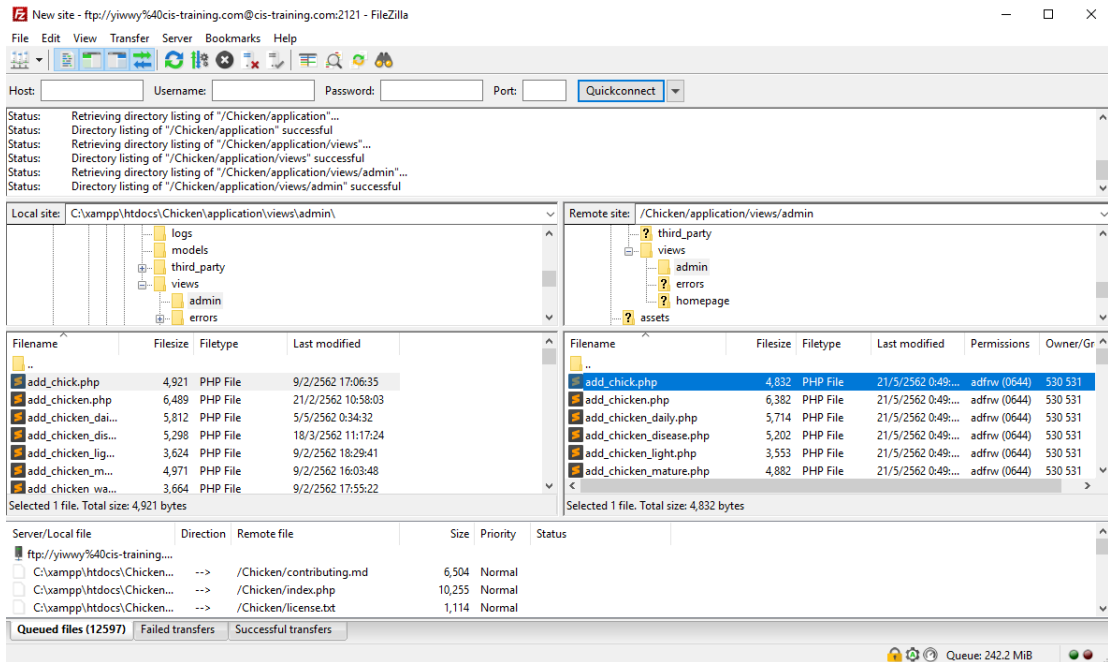 New site - ftp://yiwwy%40cis-training.com@cis-training.com:2121 - FileZilla
File Edit View Transfer Server Bookmarks Help
Host: Username: Password: Port: Quickconnect
Status: Retrieving directory listing of "/Chicken/application"...
Status: Directory listing of "/Chicken/application" successful
Status: Retrieving directory listing of "/Chicken/application/views"...
Status: Directory listing of "/Chicken/application/views" successful
Status: Retrieving directory listing of "/Chicken/application/views/admin"...
Status: Directory listing of "/Chicken/application/views/admin" successful
Local site: C:\xampp\htdocs\Chicken\application\views\admin\
logs
models
third_party
views
admin
errors
Filename Filesize Filetype Last modified
..
add_chick.php 4,921 PHP File 9/2/2562 17:06:35
add_chicken.php 6,489 PHP File 21/2/2562 10:58:03
add_chicken_dai... 5,812 PHP File 5/5/2562 0:34:32
add_chicken_dis... 5,298 PHP File 18/3/2562 11:17:24
add_chicken_lig... 3,624 PHP File 9/2/2562 18:29:41
add_chicken_m... 4,971 PHP File 9/2/2562 16:03:48
add_chicken_wa... 3,664 PHP File 9/2/2562 17:55:22
Selected 1 file. Total size: 4,921 bytes
Remote site: /Chicken/application/views/admin
? third_party
views
admin
? errors
? homepage
? assets
Filename Filesize Filetype Last modified Permissions Owner/Gr
..
add_chick.php 4,832 PHP File 21/5/2562 0:49:... adfrw (0644) 530 531
add_chicken.php 6,382 PHP File 21/5/2562 0:49:... adfrw (0644) 530 531
add_chicken_daily.php 5,714 PHP File 21/5/2562 0:49:... adfrw (0644) 530 531
add_chicken_disease.php 5,202 PHP File 21/5/2562 0:49:... adfrw (0644) 530 531
add_chicken_light.php 3,553 PHP File 21/5/2562 0:49:... adfrw (0644) 530 531
add_chicken_mature.php 4,882 PHP File 21/5/2562 0:49:... adfrw (0644) 530 531
Selected 1 file. Total size: 4,832 bytes
Server/Local file Direction Remote file Size Priority Status
ftp://yiwwy%40cis-training....
C:\xampp\htdocs\Chicken... --> /Chicken/contributing.md 6,504 Normal
C:\xampp\htdocs\Chicken... --> /Chicken/index.php 10,255 Normal
C:\xampp\htdocs\Chicken... --> /Chicken/license.txt 1,114 Normal
Queued files (12597) Failed transfers Successful transfers
Queue: 242.2 MiB